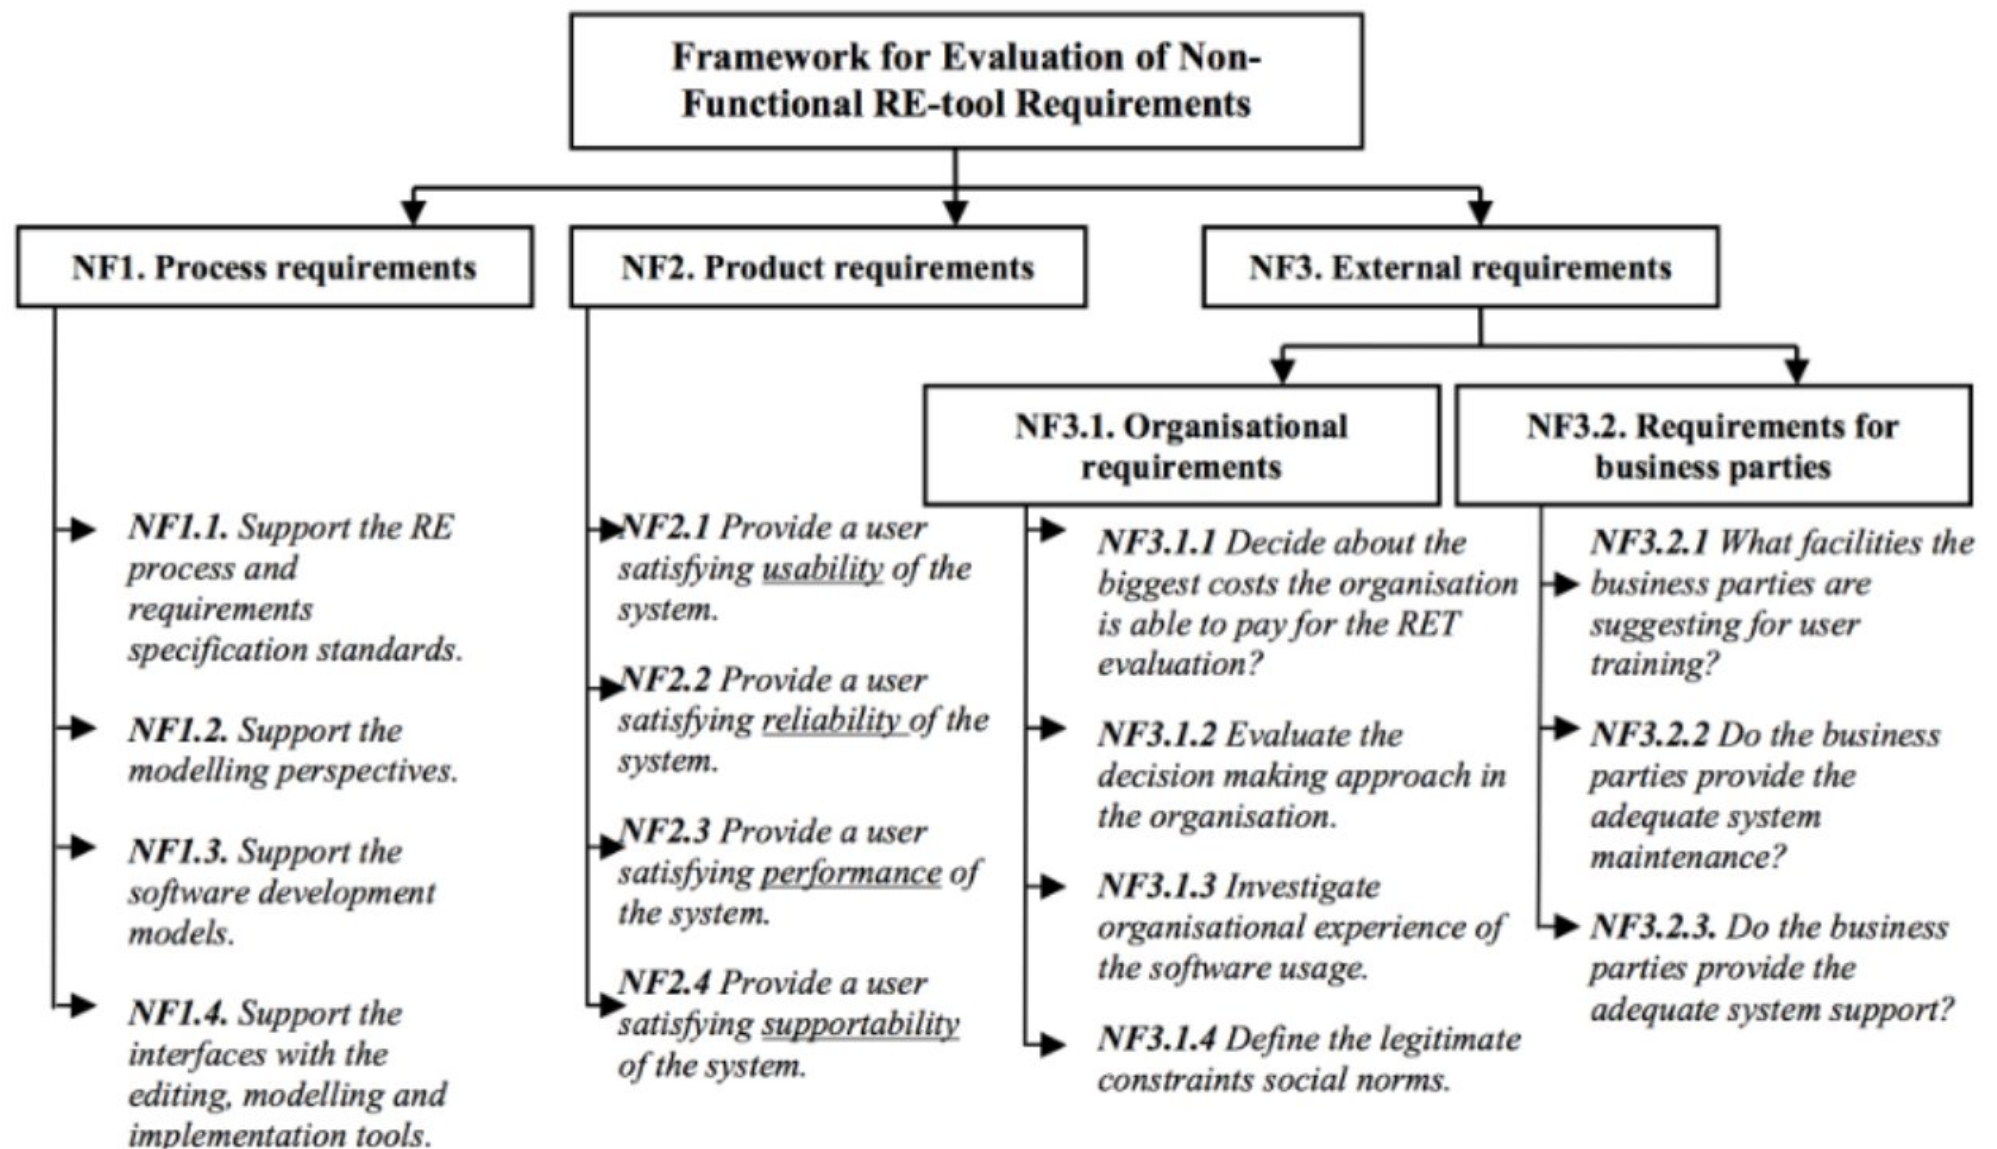 Framework for Evaluation of Non-
Functional RE-tool Requirements
NF1. Process requirements
NF1.1. Support the RE
process and
requirements
specification standards.
NF1.2. Support the
modelling perspectives.
NF1.3. Support the
software development
models.
NF1.4. Support the
interfaces with the
editing, modelling and
implementation tools.
NF2. Product requirements
NF2.1 Provide a user
satisfying usability of the
system.
NF2.2 Provide a user
satisfying reliability of the
system.
NF2.3 Provide a user
satisfying performance of
the system.
NF2.4 Provide a user
satisfying supportability
of the system.
NF3. External requirements
NF3.1. Organisational
requirements
NF3.1.1 Decide about the
biggest costs the organisation
is able to pay for the RET
evaluation?
NF3.1.2 Evaluate the
decision making approach in
the organisation.
NF3.1.3 Investigate
organisational experience of
the software usage.
NF3.1.4 Define the legitimate
constraints social norms.
NF3.2. Requirements for
business parties
NF3.2.1 What facilities the
business parties are
suggesting for user
training?
NF3.2.2 Do the business
parties provide the
adequate system
maintenance?
NF3.2.3. Do the business
parties provide the
adequate system support?